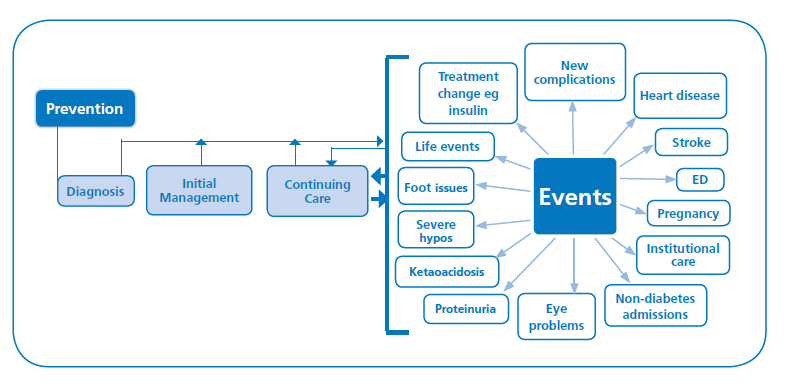 Prevention
Diagnosis
Initial
Management
Continuing
Care
Treatment
change eg
insulin
Life events
Foot issues
Severe
hypos
Ketaoacidosis
Proteinuria
Eye
problems
Non-diabetes
admissions
Institutional
care
Pregnancy
ED
Stroke
Heart disease
New
complications
Events